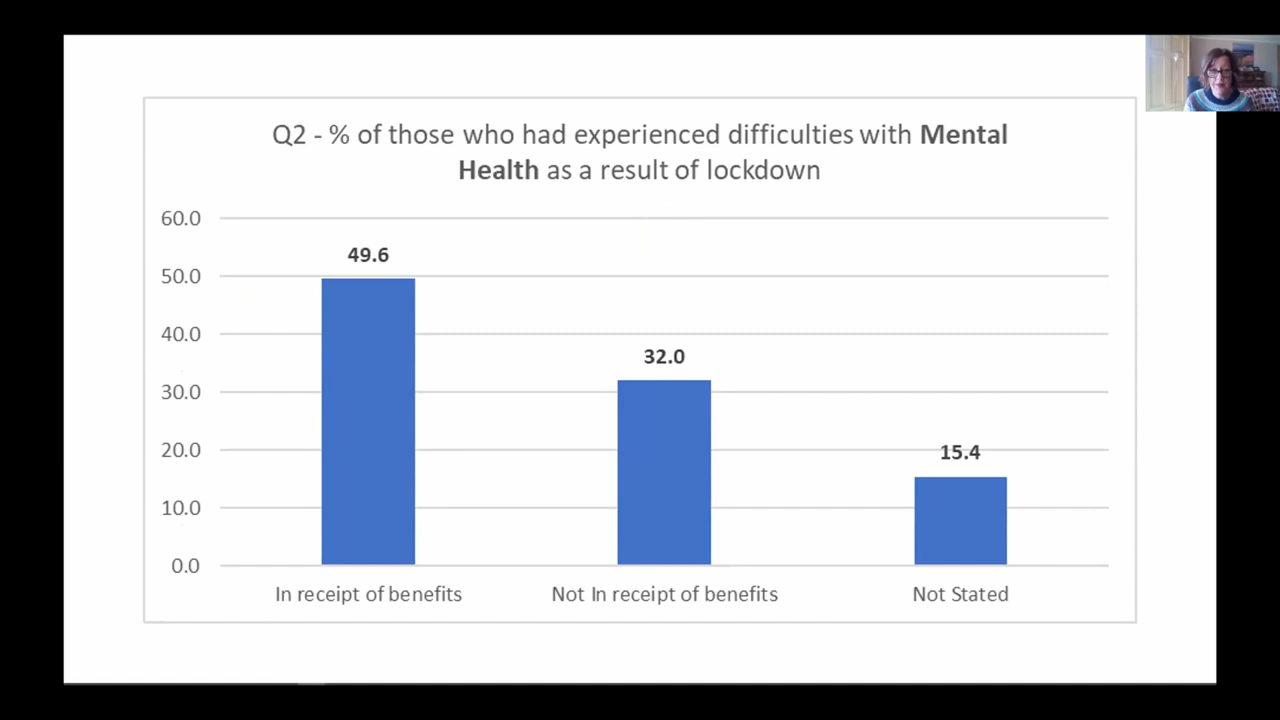 Q2 - % of those who had experienced difficulties with Mental
Health as a result of lockdown
60.0
50.0
40.0
30.0
20.0
10.0
0.0
49.6
32.0
15.4
In receipt of benefits
Not In receipt of benefits
Not Stated